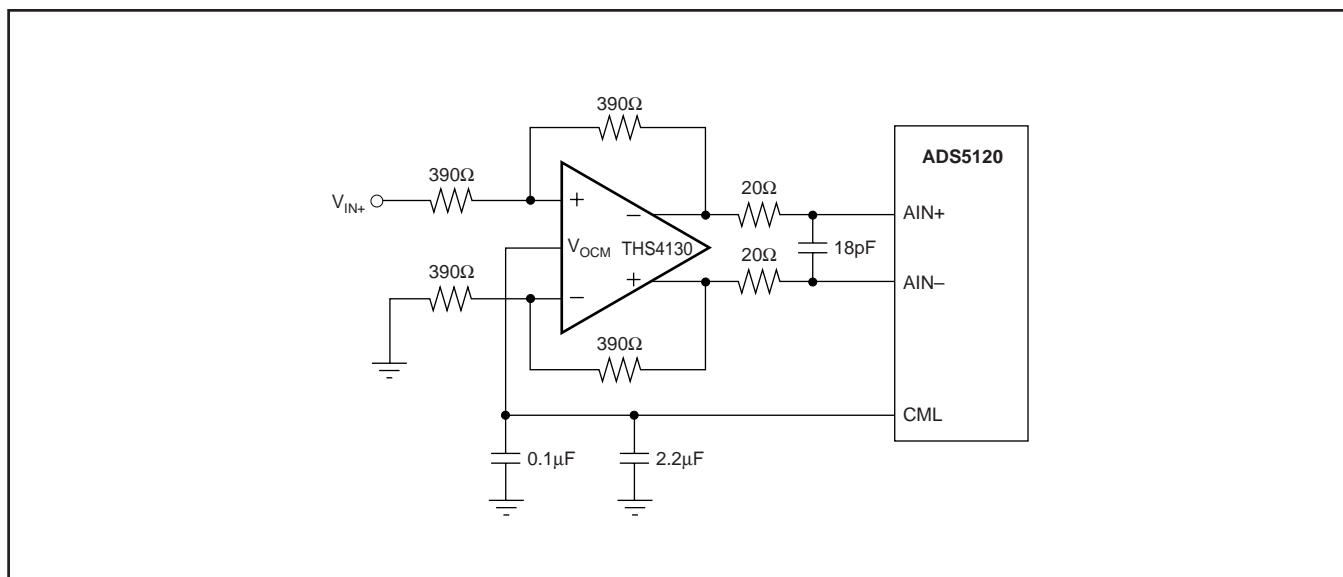 390Ω
ADS5120
390Ω
20Ω
V_IN+
+
−
AIN+
V_OCM THS4130
18pF
390Ω
+
20Ω
−
AIN–
390Ω
CML
0.1µF
2.2µF